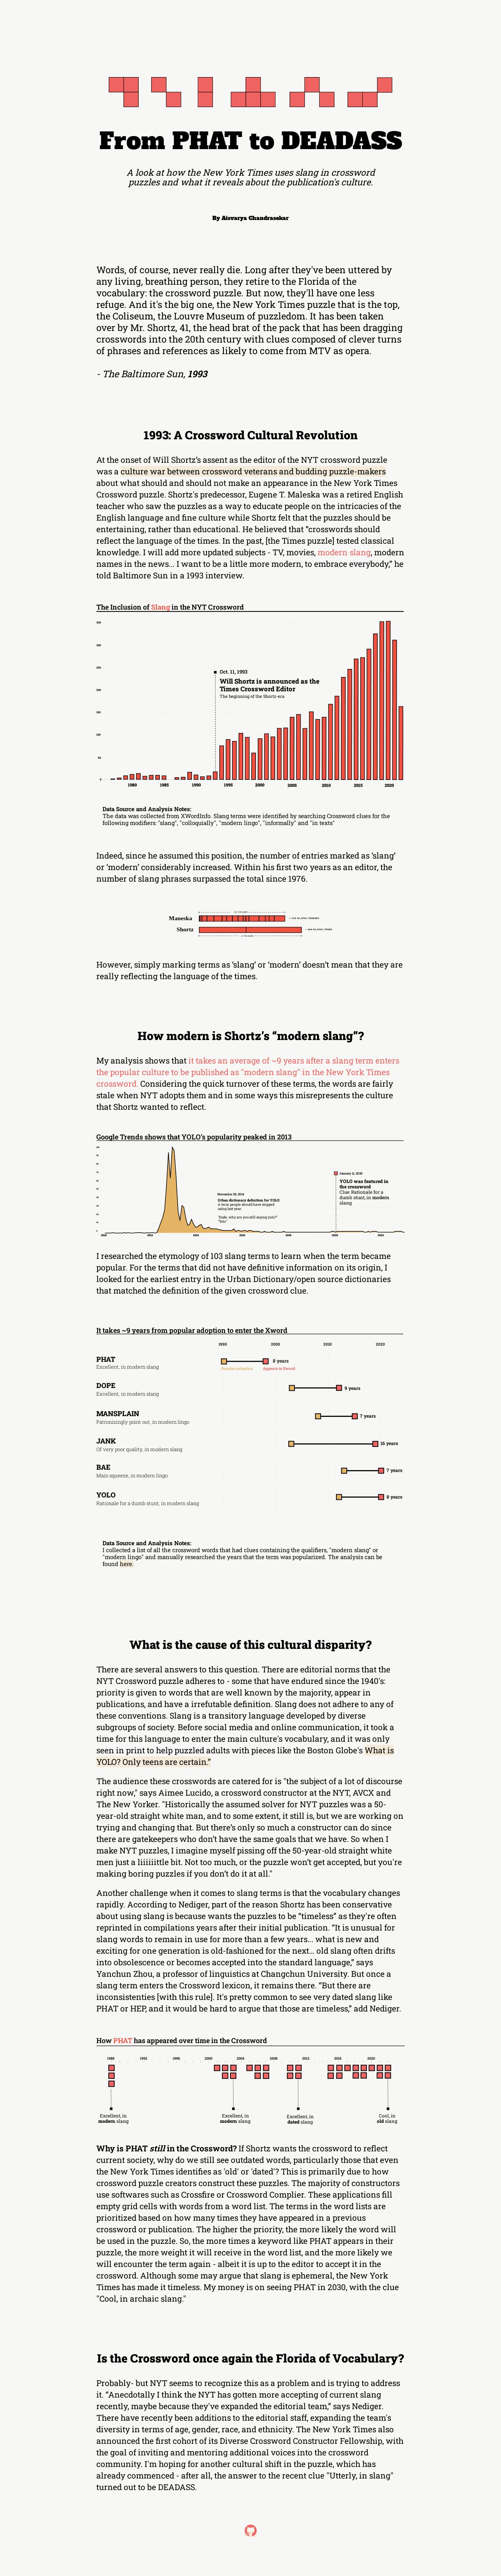 From PHAT to DEADASS
A look at how the New York Times uses slang in crossword
puzzles and what it reveals about the publication's culture.
By Aisvarya Chandrasekar
Words, of course, never really die. Long after they've been uttered by
any living, breathing person, they retire to the Florida of the
vocabulary: the crossword puzzle. But now, they'll have one less
refuge. And it's the big one, the New York Times puzzle that is the top,
the Coliseum, the Louvre Museum of puzzledom. It has been taken
over by Mr. Shortz, 41, the head brat of the pack that has been dragging
crosswords into the 20th century with clues composed of clever turns
of phrases and references as likely to come from MTV as opera.
- The Baltimore Sun, 1993
1993: A Crossword Cultural Revolution
At the onset of Will Shortz's assent as the editor of the NYT crossword puzzle
was a culture war between crossword veterans and budding puzzle-makers
about what should and should not make an appearance in the New York Times
Crossword puzzle. Shortz's predecessor, Eugene T. Maleska was a retired English
teacher who saw the puzzles as a way to educate people on the intricacies of the
English language and fine culture while Shortz felt that the puzzles should be
entertaining, rather than educational. He believed that "crosswords should
reflect the language of the times. In the past, [the Times puzzle] tested classical
knowledge. I will add more updated subjects - TV, movies, modern slang, modern
names in the news... I want to be a little more modern, to embrace everybody," he
told Baltimore Sun in a 1993 interview.
The Inclusion of Slang in the NYT Crossword
Oct. 11, 1993
Will Shortz is announced as the
Times Crossword Editor
The beginning of the Shortz-era
1980 1985 1990 1995 2000 2005 2010 2015 2020
Data Source and Analysis Notes:
The data was collected from XWordInfo. Slang terms were identified by searching Crossword clues for the
following modifiers: "slang", "colloquially", "modern lingo", "informally" and "in texts"
Indeed, since he assumed this position, the number of entries marked as 'slang'
or 'modern' considerably increased. Within his first two years as an editor, the
number of slang phrases surpassed the total since 1976.
Maneska
Shortz
However, simply marking terms as 'slang' or 'modern' doesn't mean that they are
really reflecting the language of the times.
How modern is Shortz's "modern slang"?
My analysis shows that it takes an average of ~9 years after a slang term enters
the popular culture to be published as "modern slang" in the New York Times
crossword. Considering the quick turnover of these terms, the words are fairly
stale when NYT adopts them and in some ways this misrepresents the culture
that Shortz wanted to reflect.
Google Trends shows that YOLO's popularity peaked in 2013
Urban dictionary definition for YOLO
A term people should have stopped
using last year
"Dude, why are you still saying yolo?"
"Yolo"
YOLO was featured in
the crossword
Clue: Rationale for a
dumb stunt, in modern
slang
I researched the etymology of 103 slang terms to learn when the term became
popular. For the terms that did not have definitive information on its origin, I
looked for the earliest entry in the Urban Dictionary/open source dictionaries
that matched the definition of the given crossword clue.
It takes ~9 years from popular adoption to enter the Xword
1990 2000 2010 2020
PHAT
Excellent, in modern slang
8 years
Popular adoption Appears in Xword
DOPE
Excellent, in modern slang
9 years
MANSPLAIN
Patronizingly point out, in modern lingo
7 years
JANK
Of very poor quality, in modern slang
16 years
BAE
Main squeeze, in modern lingo
7 years
YOLO
Rationale for a dumb stunt, in modern slang
8 years
Data Source and Analysis Notes:
I collected a list of all the crossword words that had clues containing the qualifiers, "modern slang" or
"modern lingo" and manually researched the years that the term was popularized. The analysis can be
found here.
What is the cause of this cultural disparity?
There are several answers to this question. There are editorial norms that the
NYT Crossword puzzle adheres to - some that have endured since the 1940's:
priority is given to words that are well known by the majority, appear in
publications, and have a irrefutable definition. Slang does not adhere to any of
these conventions. Slang is a transitory language developed by diverse
subgroups of society. Before social media and online communication, it took a
time for this language to enter the main culture's vocabulary, and it was only
seen in print to help puzzled adults with pieces like the Boston Globe's What is
YOLO? Only teens are certain."
The audience these crosswords are catered for is "the subject of a lot of discourse
right now," says Aimee Lucido, a crossword constructor at the NYT, AVCX and
The New Yorker. "Historically the assumed solver for NYT puzzles was a 50-
year-old straight white man, and to some extent, it still is, but we are working on
trying and changing that. But there's only so much a constructor can do since
there are gatekeepers who don't have the same goals that we have. So when I
make NYT puzzles, I imagine myself pissing off the 50-year-old straight white
men just a liiiiiittle bit. Not too much, or the puzzle won't get accepted, but you're
making boring puzzles if you don't do it at all."
Another challenge when it comes to slang terms is that the vocabulary changes
rapidly. According to Nediger, part of the reason Shortz has been conservative
about using slang is because wants the puzzles to be "timeless" as they're often
reprinted in compilations years after their initial publication. "It is unusual for
slang words to remain in use for more than a few years... what is new and
exciting for one generation is old-fashioned for the next... old slang often drifts
into obsolescence or becomes accepted into the standard language," says
Yanchun Zhou, a professor of linguistics at Changchun University. But once a
slang term enters the Crossword lexicon, it remains there. "But there are
inconsistencies [with this rule]. It's pretty common to see very dated slang like
PHAT or HEP, and it would be hard to argue that those are timeless," add Nediger.
How PHAT has appeared over time in the Crossword
1988 1992 1996 2000 2004 2008 2012 2016 2020
Excellent, in
modern slang
Excellent, in
modern slang
Excellent, in
dated slang
Cool, in
old slang
Why is PHAT still in the Crossword? If Shortz wants the crossword to reflect
current society, why do we still see outdated words, particularly those that even
the New York Times identifies as 'old' or 'dated'? This is primarily due to how
crossword puzzle creators construct these puzzles. The majority of constructors
use softwares such as Crossfire or Crossword Complier. These applications fill
empty grid cells with words from a word list. The terms in the word lists are
prioritized based on how many times they have appeared in a previous
crossword or publication. The higher the priority, the more likely the word will
be used in the puzzle. So, the more times a keyword like PHAT appears in their
puzzle, the more weight it will receive in the word list, and the more likely we
will encounter the term again - albeit it is up to the editor to accept it in the
crossword. Although some may argue that slang is ephemeral, the New York
Times has made it timeless. My money is on seeing PHAT in 2030, with the clue
"Cool, in archaic slang."
Is the Crossword once again the Florida of Vocabulary?
Probably- but NYT seems to recognize this as a problem and is trying to address
it. "Anecdotally I think the NYT has gotten more accepting of current slang
recently, maybe because they've expanded the editorial team," says Nediger.
There have recently been additions to the editorial staff, expanding the team's
diversity in terms of age, gender, race, and ethnicity. The New York Times also
announced the first cohort of its Diverse Crossword Constructor Fellowship, with
the goal of inviting and mentoring additional voices into the crossword
community. I'm hoping for another cultural shift in the puzzle, which has
already commenced - after all, the answer to the recent clue "Utterly, in slang"
turned out to be DEADASS.